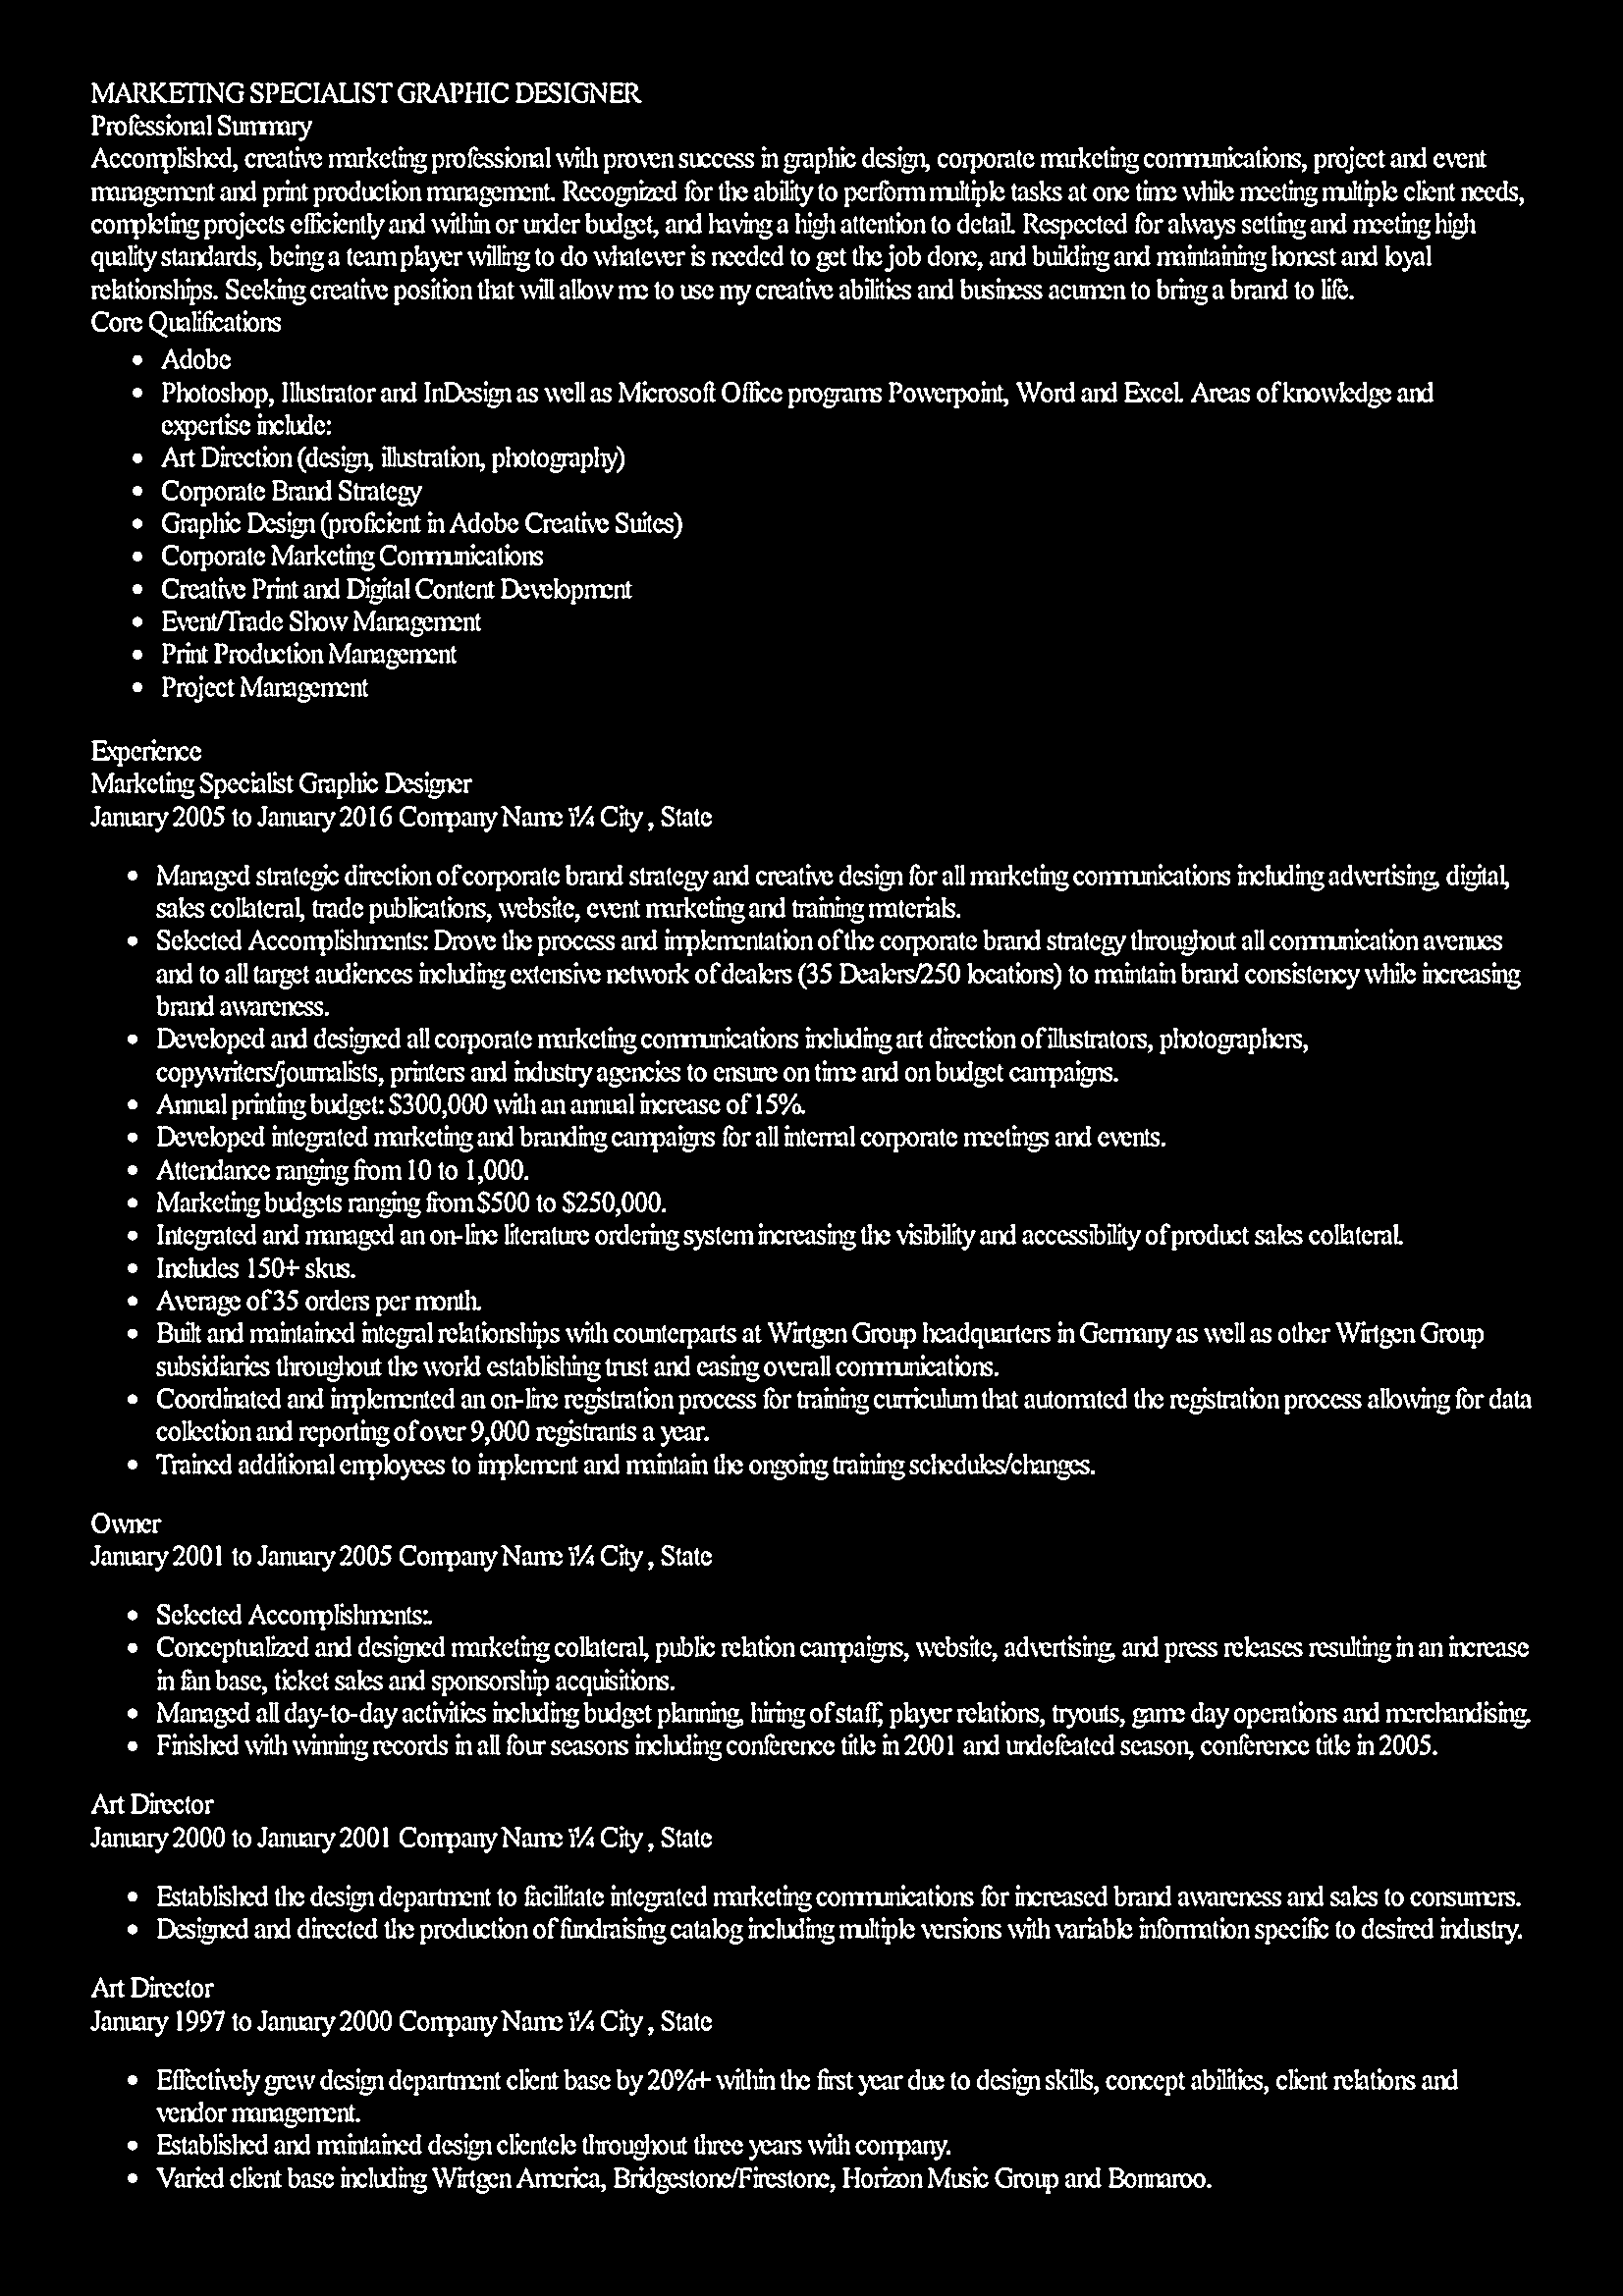 MARKETING SPECIALIST GRAPHIC DESIGNER
Professional Summary
Accomplished, creative marketing professional with proven success in graphic design, corporate marketing communications, project and event
management and print production management. Recognized for the ability to perform multiple tasks at one time while meeting multiple client needs,
completing projects efficiently and within or under budget, and having a high attention to detail. Respected for always setting and meeting high
quality standards, being a team player willing to do whatever is needed to get the job done, and building and maintaining honest and loyal
relationships. Seeking creative position that will allow me to use my creative abilities and business acumen to bring a brand to life.
Core Qualifications
• Adobe
• Photoshop, Illustrator and InDesign as well as Microsoft Office programs Powerpoint, Word and Excel. Areas of knowledge and
expertise include:
• Art Direction (design, illustration, photography)
• Corporate Brand Strategy
• Graphic Design (proficient in Adobe Creative Suites)
• Corporate Marketing Communications
• Creative Print and Digital Content Development
• Event/Trade Show Management
• Print Production Management
• Project Management
Experience
Marketing Specialist Graphic Designer
January 2005 to January 2016 Company Name ï¼ City , State
• Managed strategic direction of corporate brand strategy and creative design for all marketing communications including advertising, digital,
sales collateral, trade publications, website, event marketing and training materials.
• Selected Accomplishments: Drove the process and implementation of the corporate brand strategy throughout all communication avenues
and to all target audiences including extensive network of dealers (35 Dealers/250 locations) to maintain brand consistency while increasing
brand awareness.
• Developed and designed all corporate marketing communications including art direction of illustrators, photographers,
copywriters/journalists, printers and industry agencies to ensure on time and on budget campaigns.
• Annual printing budget: $300,000 with an annual increase of 15%.
• Developed integrated marketing and branding campaigns for all internal corporate meetings and events.
• Attendance ranging from 10 to 1,000.
• Marketing budgets ranging from $500 to $250,000.
• Integrated and managed an on-line literature ordering system increasing the visibility and accessibility of product sales collateral.
• Includes 150+ skus.
• Average of 35 orders per month.
• Built and maintained integral relationships with counterparts at Wirtgen Group headquarters in Germany as well as other Wirtgen Group
subsidiaries throughout the world establishing trust and easing overall communications.
• Coordinated and implemented an on-line registration process for training curriculum that automated the registration process allowing for data
collection and reporting of over 9,000 registrants a year.
• Trained additional employees to implement and maintain the ongoing training schedules/changes.
Owner
January 2001 to January 2005 Company Name ï¼ City , State
• Selected Accomplishments:.
• Conceptualized and designed marketing collateral, public relation campaigns, website, advertising, and press releases resulting in an increase
in fan base, ticket sales and sponsorship acquisitions.
• Managed all day-to-day activities including budget planning, hiring of staff, player relations, tryouts, game day operations and merchandising.
• Finished with winning records in all four seasons including conference title in 2001 and undefeated season, conference title in 2005.
Art Director
January 2000 to January 2001 Company Name ï¼ City , State
• Established the design department to facilitate integrated marketing communications for increased brand awareness and sales to consumers.
• Designed and directed the production of fundraising catalog including multiple versions with variable information specific to desired industry.
Art Director
January 1997 to January 2000 Company Name ï¼ City , State
• Effectively grew design department client base by 20%+ within the first year due to design skills, concept abilities, client relations and
vendor management.
• Established and maintained design clientele throughout three years with company.
• Varied client base including Wirtgen America, Bridgestone/Firestone, Horizon Music Group and Bonnaroo.